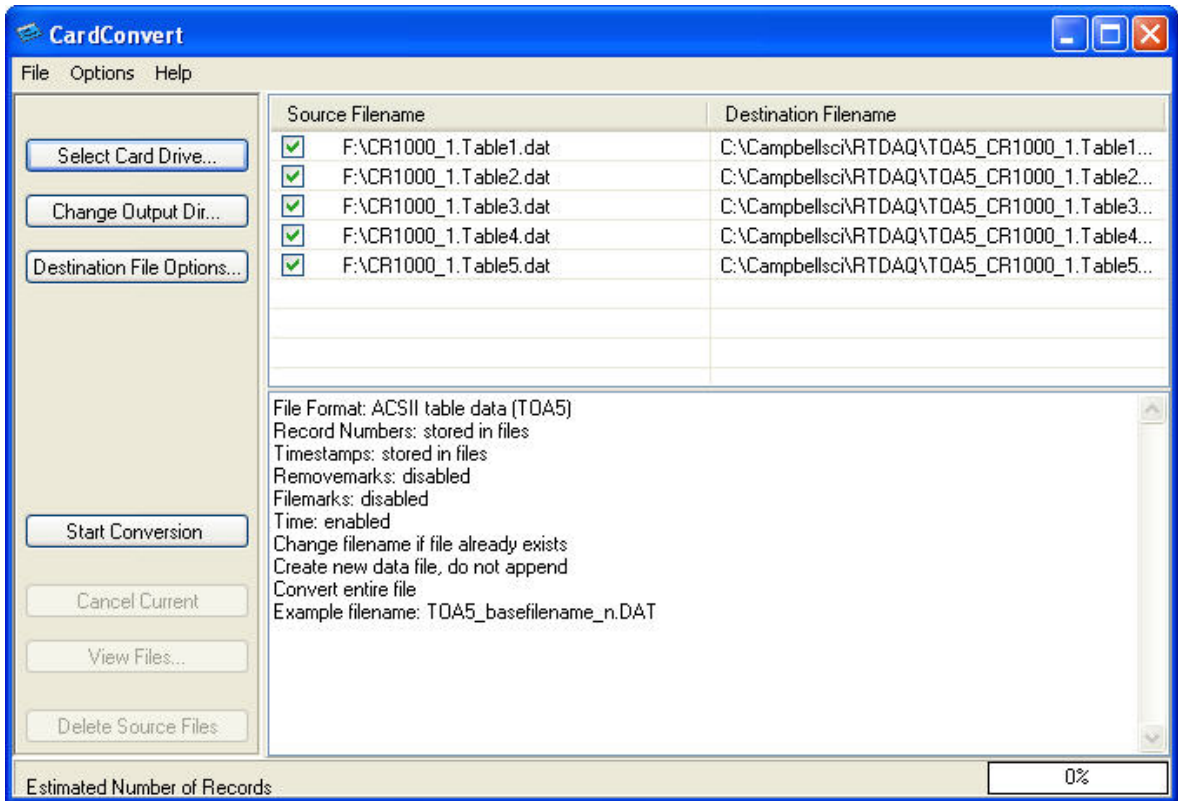 CardConvert
File Options Help
Source Filename Destination Filename
Select Card Drive...
Change Output Dir...
Destination File Options...
F:\CR1000_1.Table1.dat C:\Campbellsci\RTDAQ\TOA5_CR1000_1.Table1...
F:\CR1000_1.Table2.dat C:\Campbellsci\RTDAQ\TOA5_CR1000_1.Table2...
F:\CR1000_1.Table3.dat C:\Campbellsci\RTDAQ\TOA5_CR1000_1.Table3...
F:\CR1000_1.Table4.dat C:\Campbellsci\RTDAQ\TOA5_CR1000_1.Table4...
F:\CR1000_1.Table5.dat C:\Campbellsci\RTDAQ\TOA5_CR1000_1.Table5...
File Format: ACSII table data (TOA5)
Record Numbers: stored in files
Timestamps: stored in files
Removemarks: disabled
Filemarks: disabled
Time: enabled
Change filename if file already exists
Create new data file, do not append
Convert entire file
Example filename: TOA5_basefilename_n.DAT
Start Conversion
Cancel Current
View Files...
Delete Source Files
Estimated Number of Records 0%